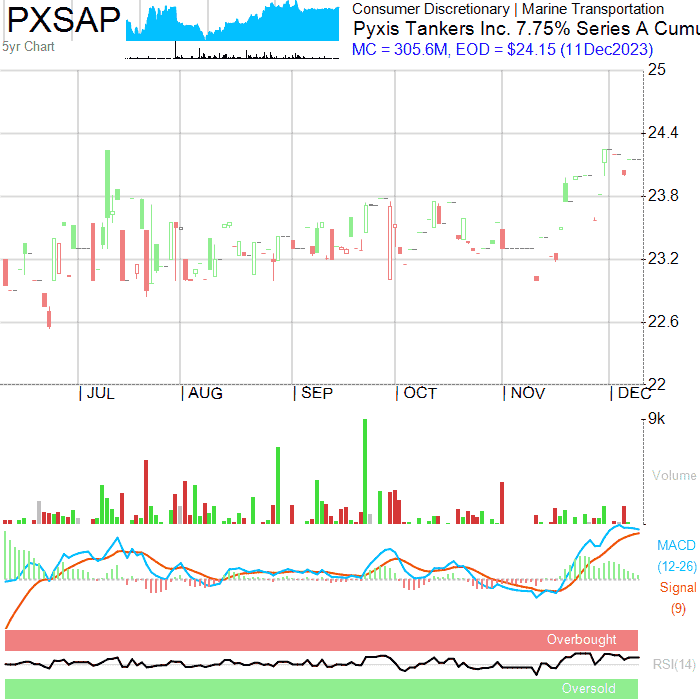 PXSAP
5yr Chart
Consumer Discretionary | Marine Transportation
Pyxis Tankers Inc. 7.75% Series A Cumu
MC = 305.6M, EOD = $24.15 (11Dec2023)
25
24.4
23.8
23.2
22.6
22
JUL AUG SEP OCT NOV DEC
9k
Volume
MACD
(12-26)
Signal
(9)
Overbought
RSI(14)
Oversold